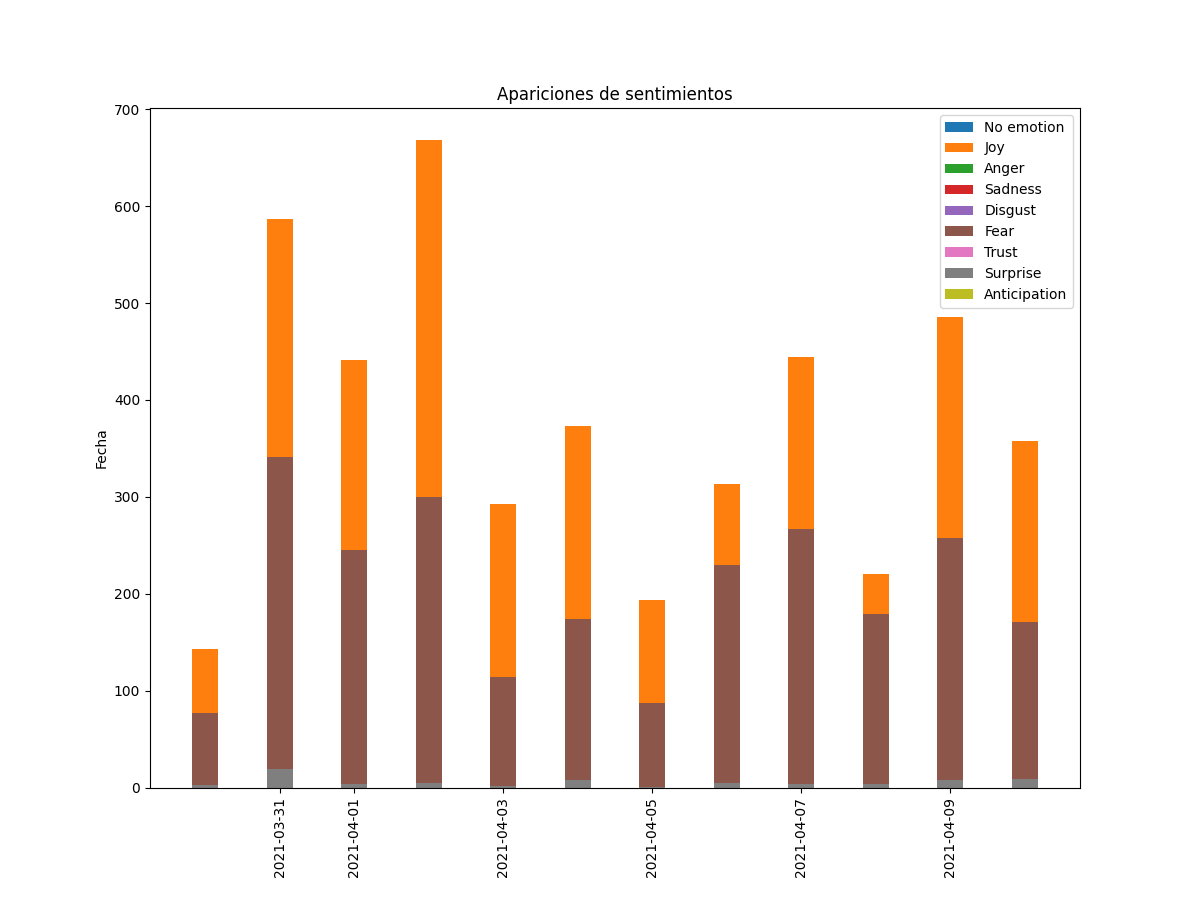 Apariciones de sentimientos
700
600
500
400
300
200
100
0
Fecha
No emotion
Joy
Anger
Sadness
Disgust
Fear
Trust
Surprise
Anticipation
2021-03-31
2021-04-01
2021-04-03
2021-04-05
2021-04-07
2021-04-09